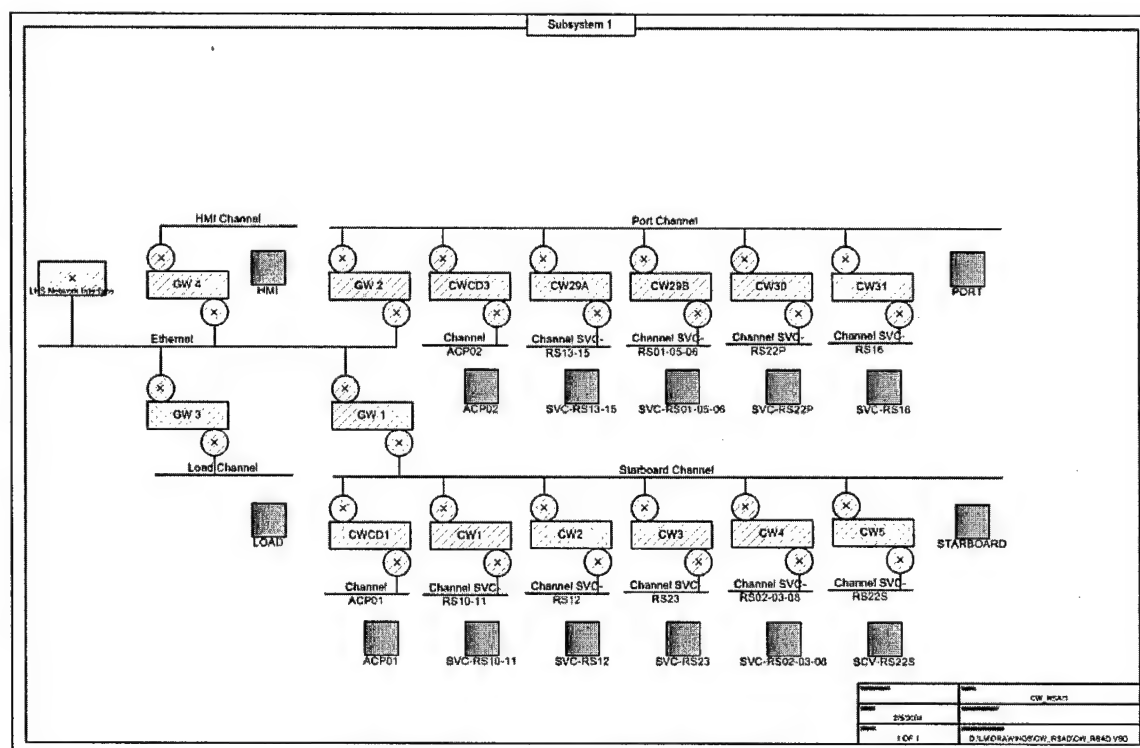 Subsystem 1
HMI Channel
Port Channel
GW 4
HMI
GW 2
CWCD3
CW29A
CW29B
CW30
CW31
PORT
LNS Network Interface
Ethernet
Channel
ACP02
Channel SVC-
RS13-15
Channel SVC-
RS01-05-06
Channel SVC-
RS22P
Channel SVC-
RS16
ACP02
SVC-RS13-15
SVC-RS01-05-06
SVC-RS22P
SVC-RS16
GW 3
GW 1
Load Channel
Starboard Channel
LOAD
CWCD1
CW1
CW2
CW3
CW4
CW5
STARBOARD
Channel
ACP01
Channel SVC-
RS10-11
Channel SVC-
RS12
Channel SVC-
RS23
Channel SVC-
RS02-03-08
Channel SVC-
RS22S
ACP01
SVC-RS10-11
SVC-RS12
SVC-RS23
SVC-RS02-03-08
SCV-RS22S
1 OF 1